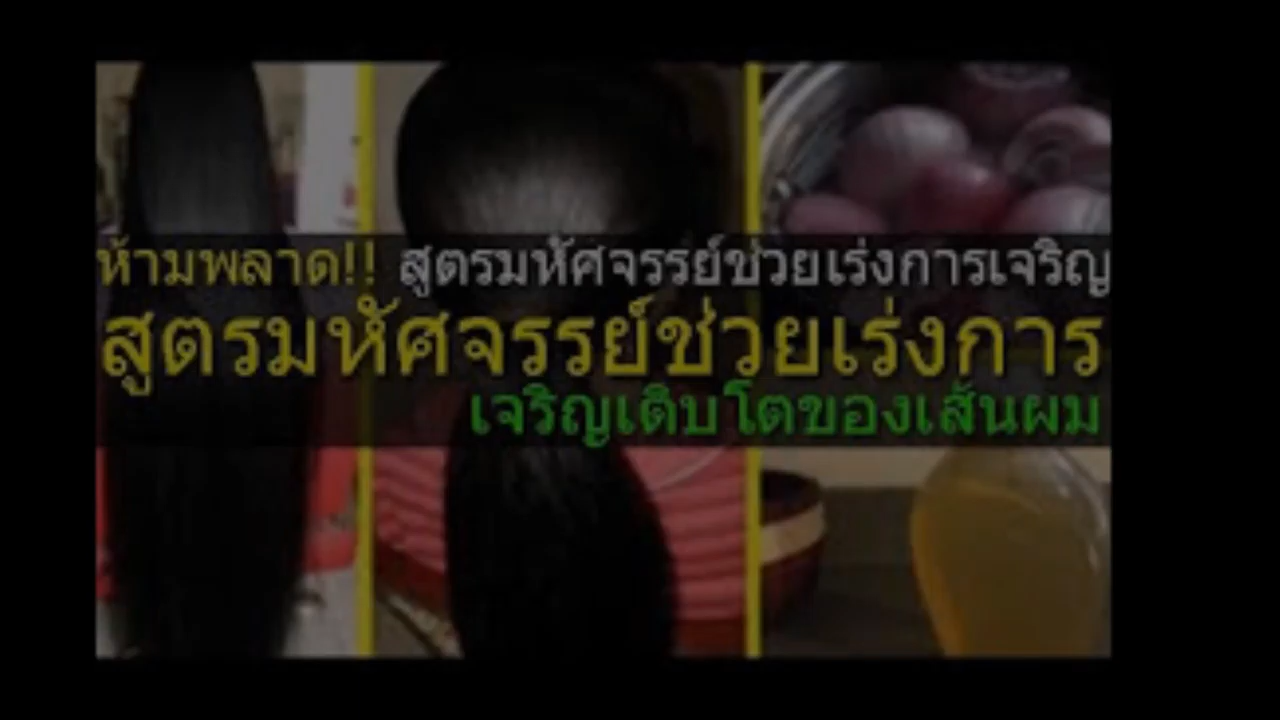 ห้ามพลาด!! สูตรมหัศจรรย์ช่วยเร่งการเจริญ
สูตรมหัศจรรย์ช่วยเร่งการ
เจริญเติบโตของเส้นผม